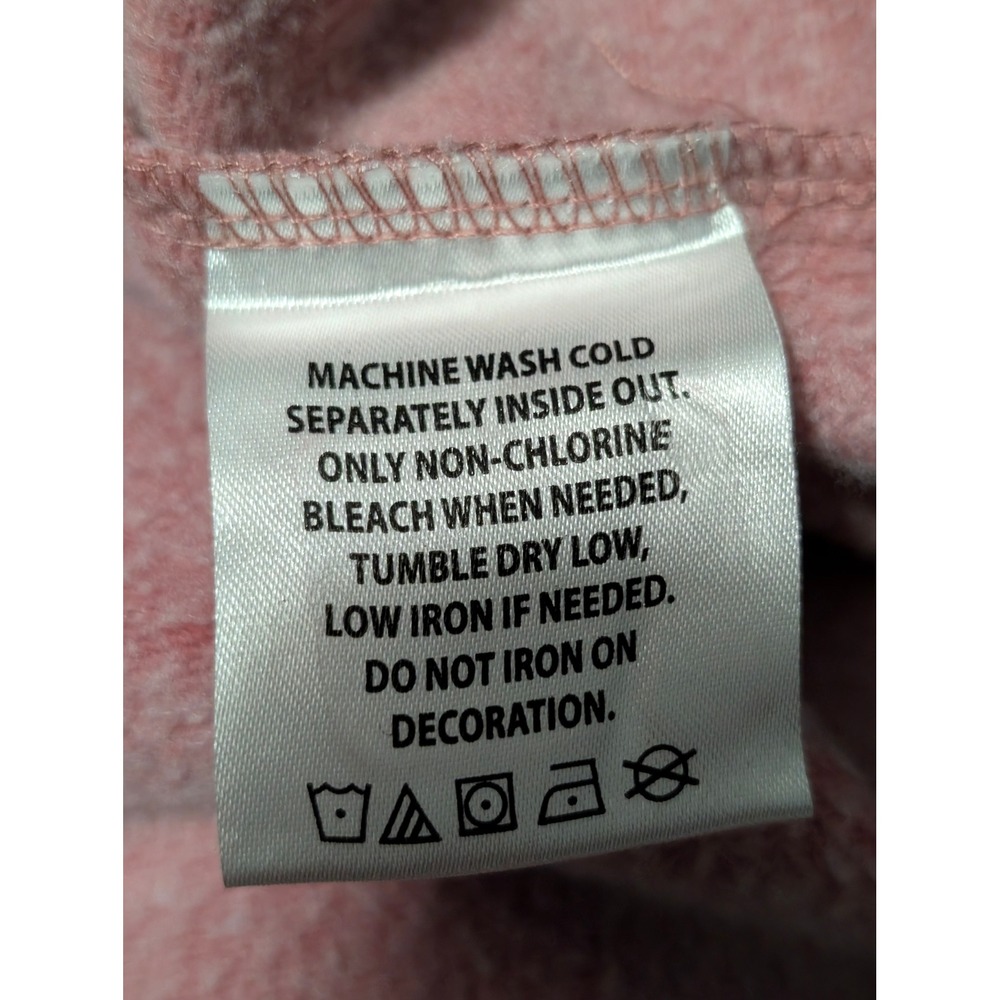 MACHINE WASH COLD
SEPARATELY INSIDE OUT.
ONLY NON-CHLORINE
BLEACH WHEN NEEDED,
TUMBLE DRY LOW,
LOW IRON IF NEEDED.
DO NOT IRON ON
DECORATION.